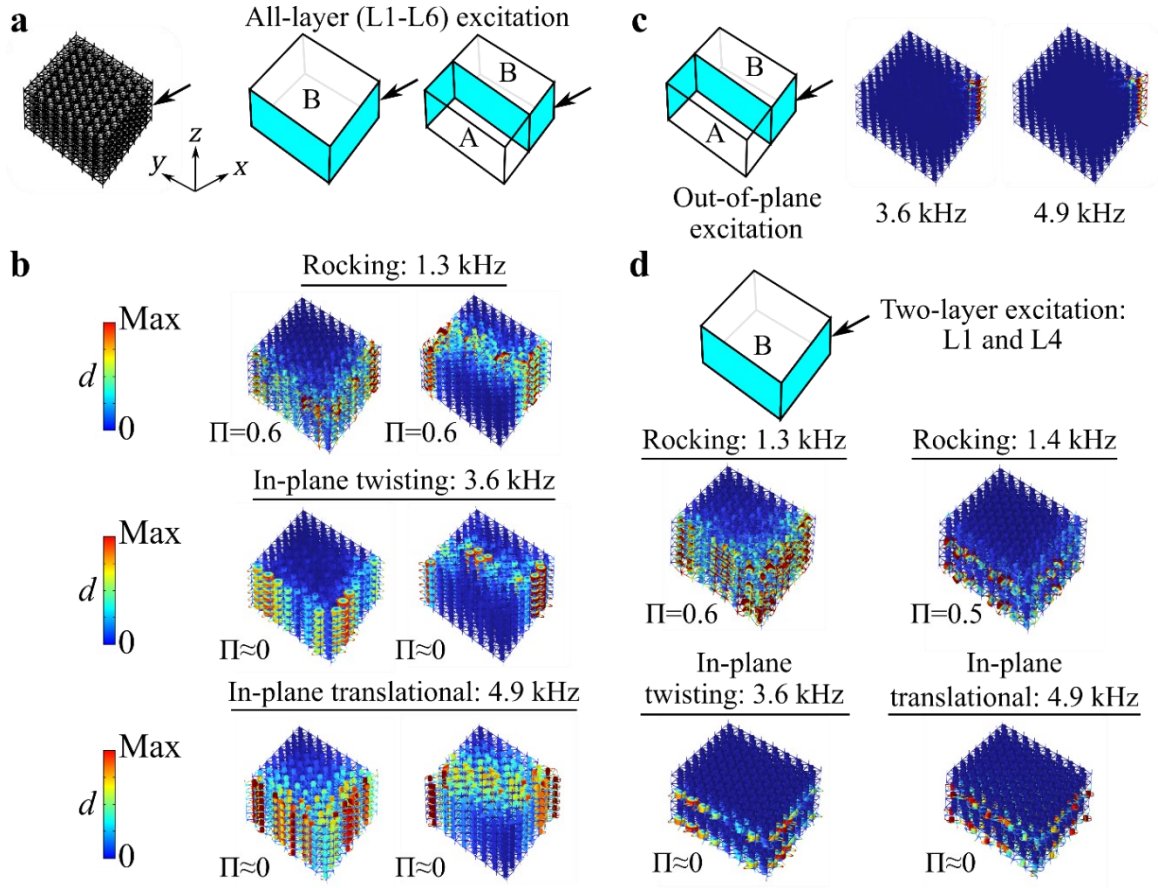 a
All-layer (L1-L6) excitation
B
B
A
z
y
x
c
B
A
Out-of-plane
excitation
3.6 kHz
4.9 kHz
b
Rocking: 1.3 kHz
Max
d
0
Π=0.6
Π=0.6
In-plane twisting: 3.6 kHz
Max
d
0
Π≈0
Π≈0
In-plane translational: 4.9 kHz
Max
d
0
Π≈0
Π≈0
d
B
Two-layer excitation:
L1 and L4
Rocking: 1.3 kHz
Rocking: 1.4 kHz
Π=0.6
Π=0.5
In-plane
twisting: 3.6 kHz
In-plane
translational: 4.9 kHz
Π≈0
Π≈0